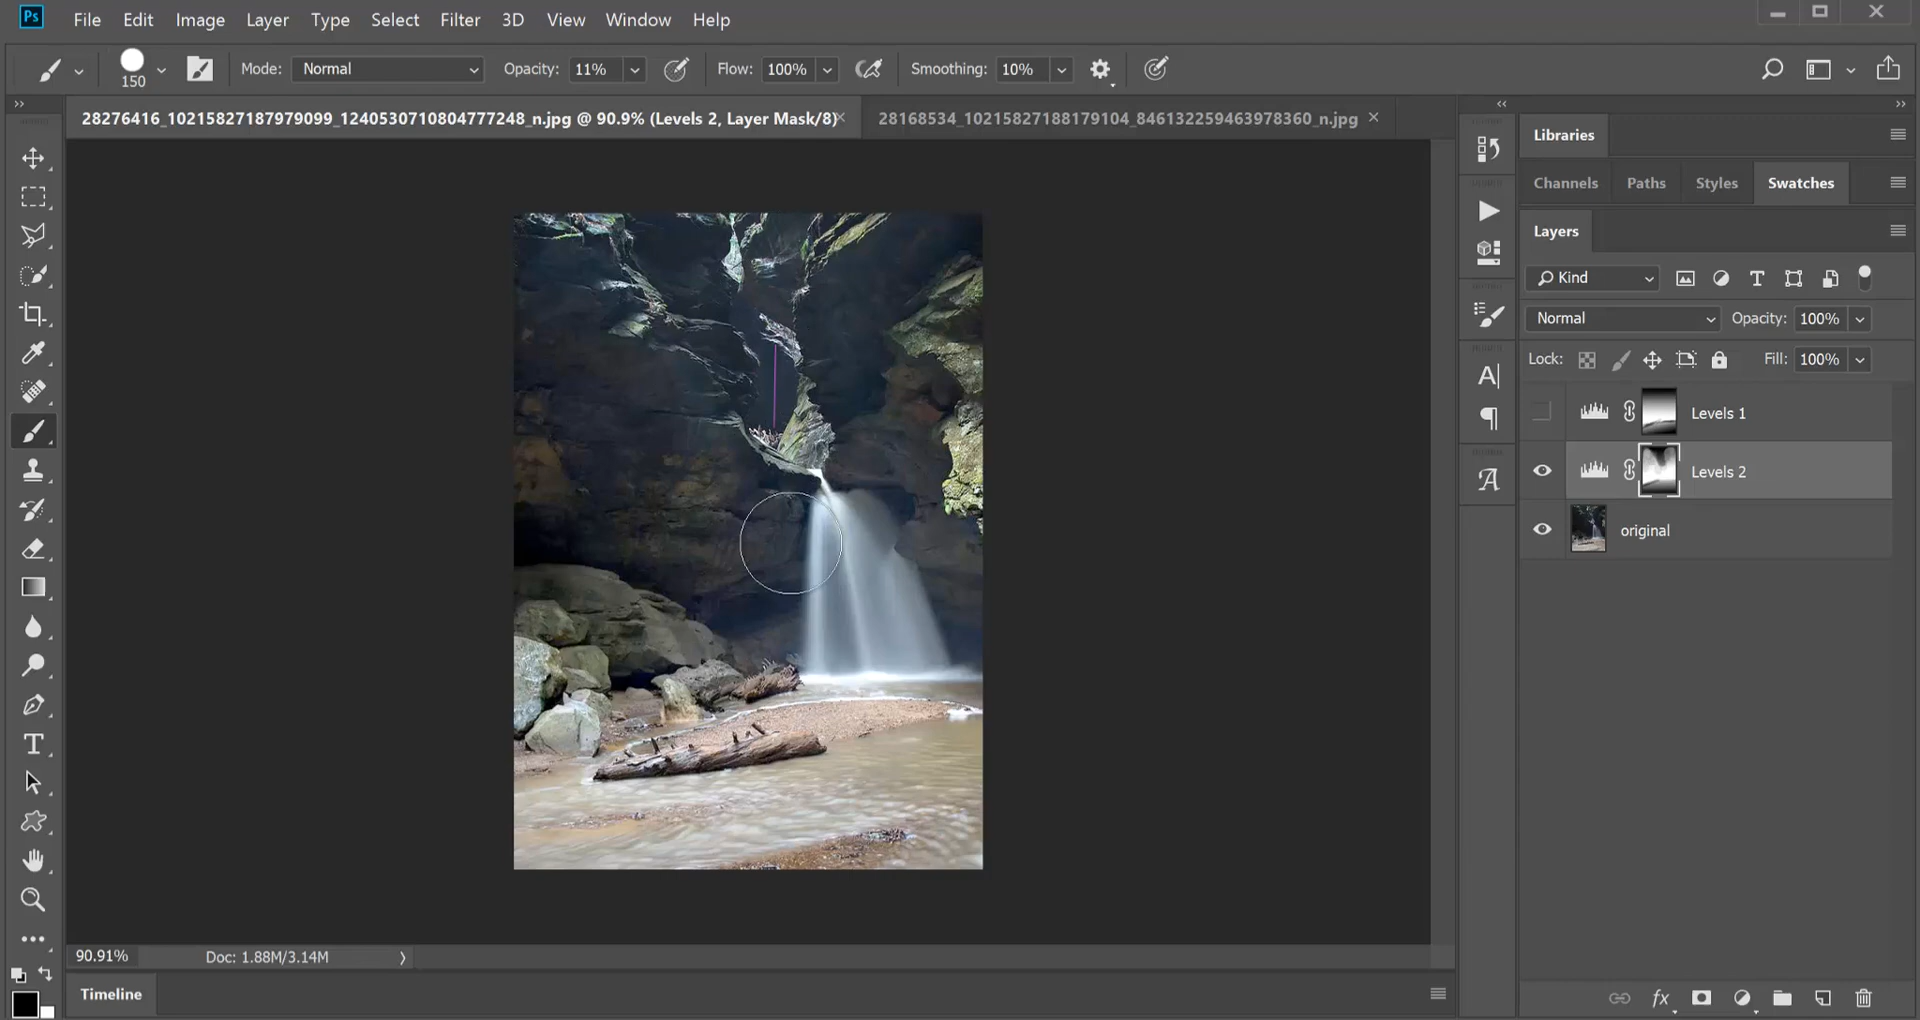 Ps File Edit Image Layer Type Select Filter 3D View Window Help
150 Mode: Normal Opacity: 11% Flow: 100% Smoothing: 10%
28276416_10215827187979099_1240530710804777248_n.jpg @ 90.9% (Levels 2, Layer Mask/8) 28168534_10215827188179104_846132259463978360_n.jpg
Libraries
Channels Paths Styles Swatches
Layers
Kind
Normal Opacity: 100%
Lock: Fill: 100%
Levels 1
Levels 2
original
90.91% Doc: 1.88M/3.14M
Timeline